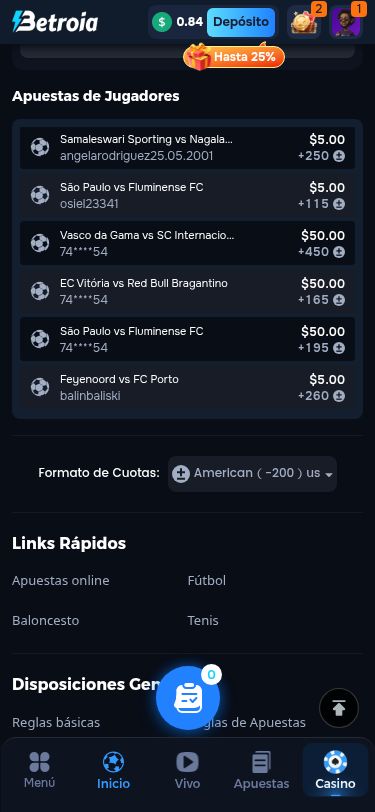 Betroia
$ 0.84 Depósito
2
1
Hasta 25%
Apuestas de Jugadores
Samaleswari Sporting vs Nagala... $5.00
angelarodriguez25.05.2001 +250
São Paulo vs Fluminense FC $5.00
osiel23341 +115
Vasco da Gama vs SC Internacio... $50.00
74****54 +450
EC Vitória vs Red Bull Bragantino $50.00
74****54 +165
São Paulo vs Fluminense FC $50.00
74****54 +195
Feyenoord vs FC Porto $5.00
balinbaliski +260
Formato de Cuotas: American ( -200 ) us
Links Rápidos
Apuestas online Fútbol
Baloncesto Tenis
0
Disposiciones Gen
Reglas básicas glas de Apuestas
Menú Inicio Vivo Apuestas Casino